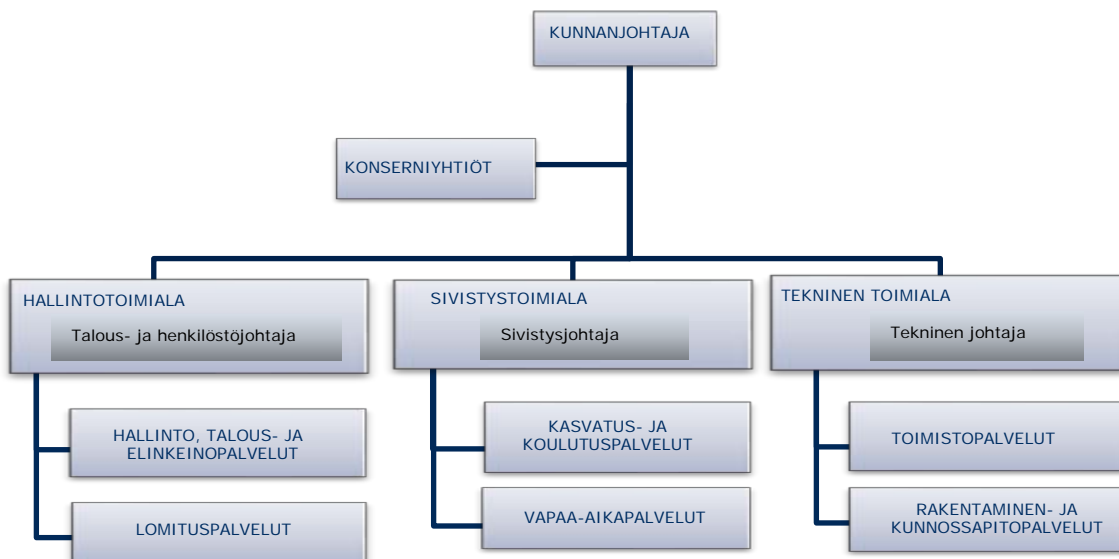 KUNNANJOHTAJA
KONSERNIYHTIÖT
HALLINTOTOIMIALA
Talous- ja henkilöstöjohtaja
SIVISTYSTOIMIALA
Sivistysjohtaja
TEKNINEN TOIMIALA
Tekninen johtaja
HALLINTO, TALOUS- JA
ELINKEINOPALVELUT
LOMITUSPALVELUT
KASVATUS- JA
KOULUTUSPALVELUT
VAPAA-AIKAPALVELUT
TOIMISTOPALVELUT
RAKENTAMINEN- JA
KUNNOSSAPITOPALVELUT